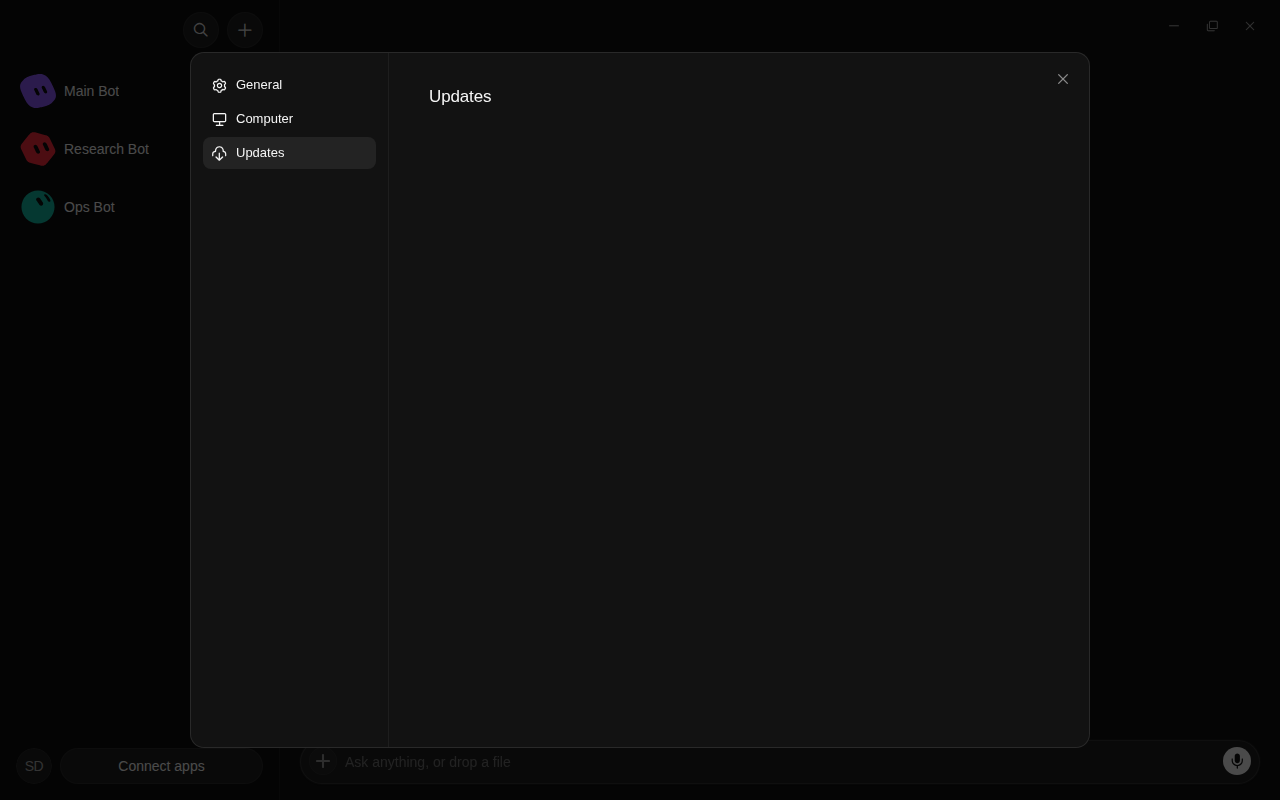 Main Bot
Research Bot
Ops Bot
SD
Connect apps
General
Computer
Updates
Updates
Ask anything, or drop a file